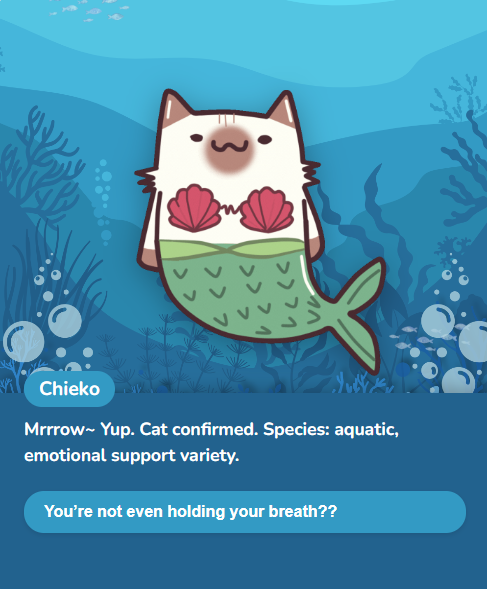 Chieko
Mrrrow~ Yup. Cat confirmed. Species: aquatic,
emotional support variety.
You’re not even holding your breath??